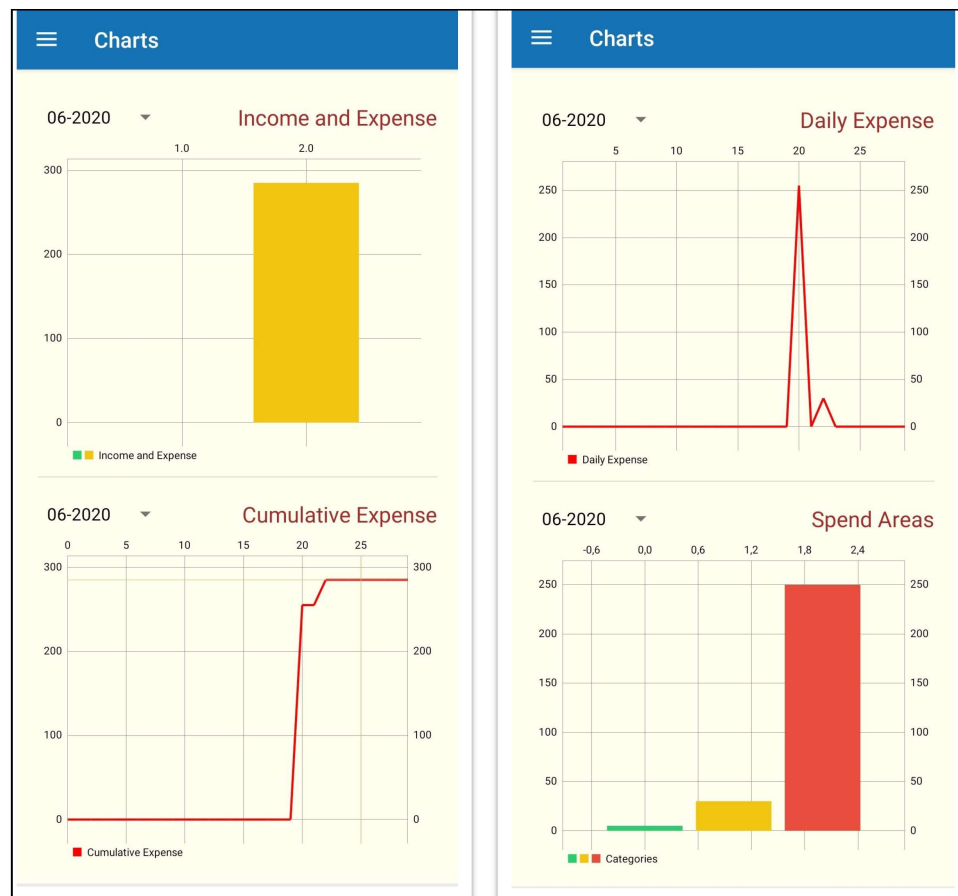 Charts
06-2020 Income and Expense
1.0 2.0
300
200
100
0
Income and Expense
06-2020 Cumulative Expense
0 5 10 15 20 25
300 300
200 200
100 100
0 0
Cumulative Expense
Charts
06-2020 Daily Expense
5 10 15 20 25
250 250
200 200
150 150
100 100
50 50
0 0
Daily Expense
06-2020 Spend Areas
-0,6 0,0 0,6 1,2 1,8 2,4
250 250
200 200
150 150
100 100
50 50
0 0
Categories